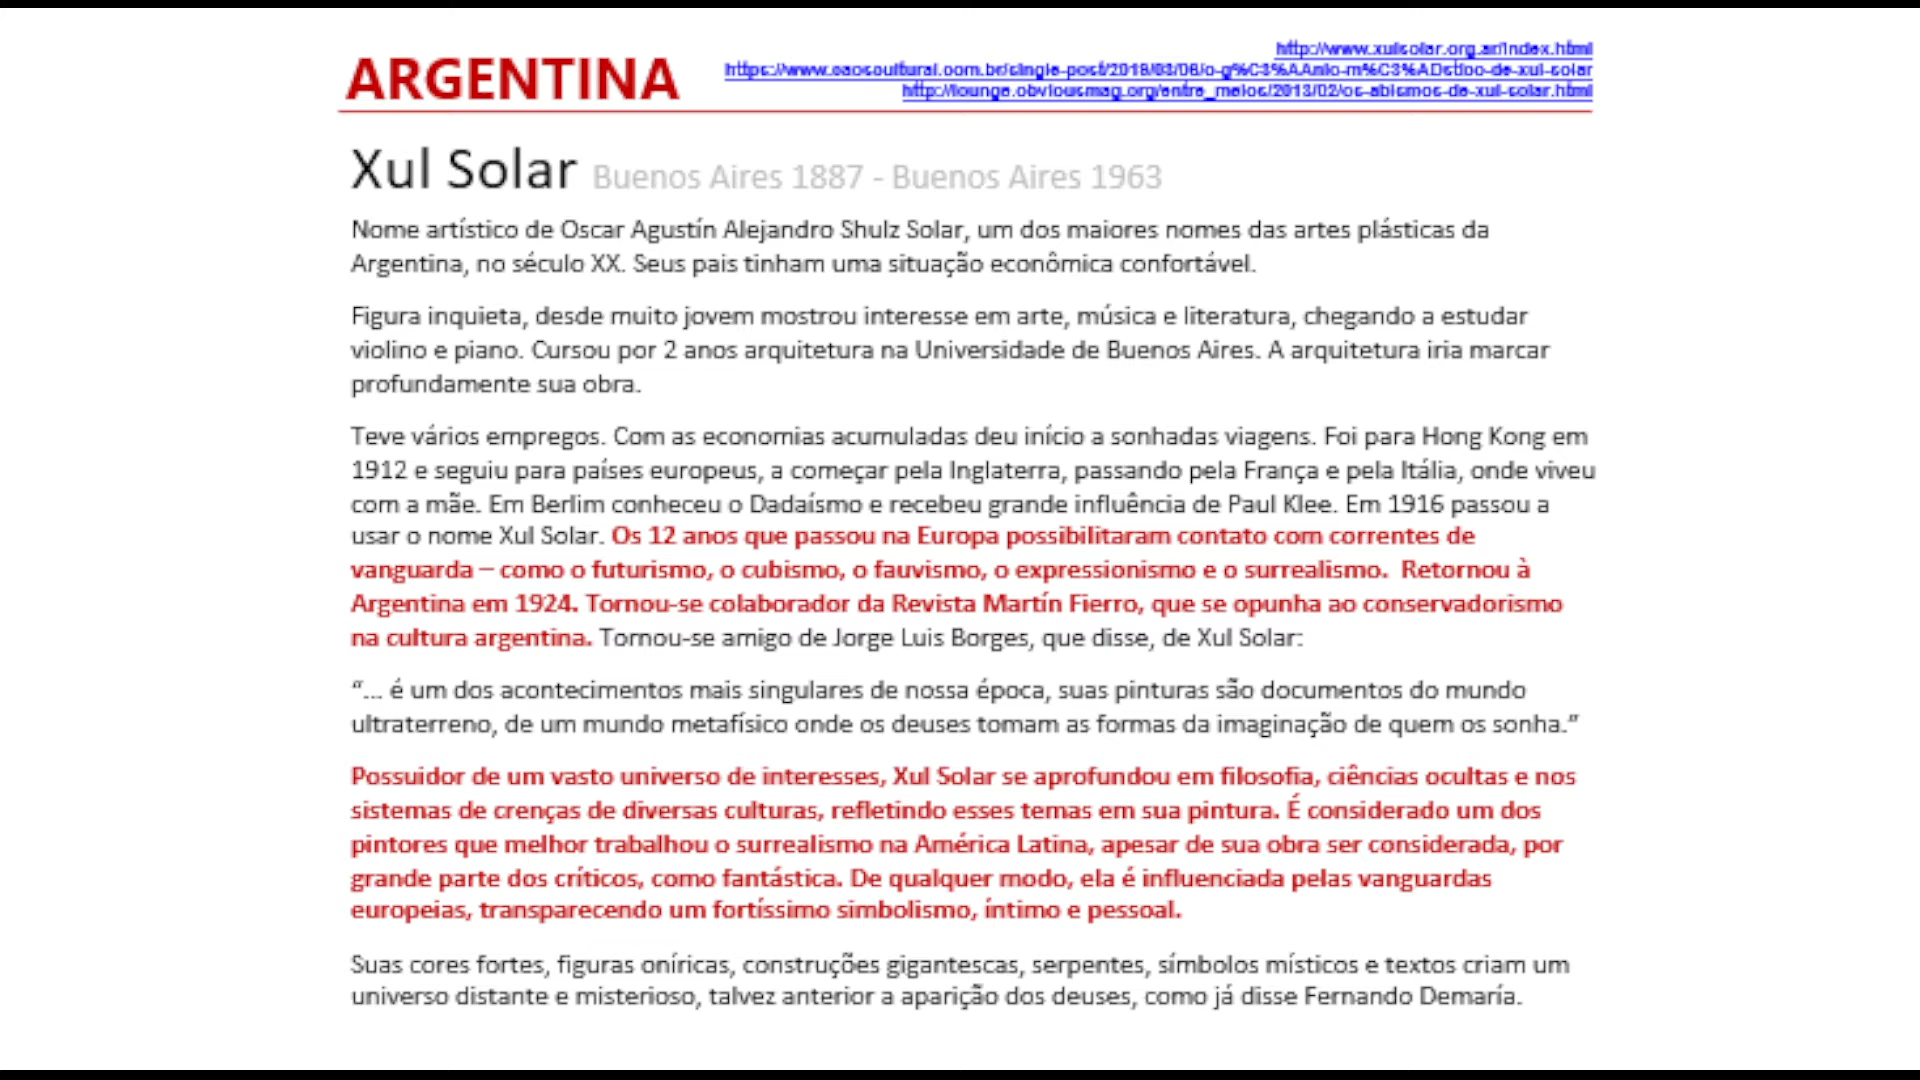 ARGENTINA
http://www.xulsolar.org.ar/index.html
https://www.caosoultural.com.br/single-post/2019/03/06/o-g%C3%AAnio-m%C3%ADstico-de-xul-solar
http://lounge.obviousmag.org/entre_meios/2013/02/os-abismos-de-xul-solar.html
Xul Solar Buenos Aires 1887 - Buenos Aires 1963
Nome artístico de Oscar Agustín Alejandro Shulz Solar, um dos maiores nomes das artes plásticas da
Argentina, no século XX. Seus pais tinham uma situação econômica confortável.
Figura inquieta, desde muito jovem mostrou interesse em arte, música e literatura, chegando a estudar
violino e piano. Cursou por 2 anos arquitetura na Universidade de Buenos Aires. A arquitetura iria marcar
profundamente sua obra.
Teve vários empregos. Com as economias acumuladas deu início a sonhadas viagens. Foi para Hong Kong em
1912 e seguiu para países europeus, a começar pela Inglaterra, passando pela França e pela Itália, onde viveu
com a mãe. Em Berlim conheceu o Dadaísmo e recebeu grande influência de Paul Klee. Em 1916 passou a
usar o nome Xul Solar. Os 12 anos que passou na Europa possibilitaram contato com correntes de
vanguarda – como o futurismo, o cubismo, o fauvismo, o expressionismo e o surrealismo. Retornou à
Argentina em 1924. Tornou-se colaborador da Revista Martín Fierro, que se opunha ao conservadorismo
na cultura argentina. Tornou-se amigo de Jorge Luis Borges, que disse, de Xul Solar:
“... é um dos acontecimentos mais singulares de nossa época, suas pinturas são documentos do mundo
ultraterreno, de um mundo metafísico onde os deuses tomam as formas da imaginação de quem os sonha.”
Possuidor de um vasto universo de interesses, Xul Solar se aprofundou em filosofia, ciências ocultas e nos
sistemas de crenças de diversas culturas, refletindo esses temas em sua pintura. É considerado um dos
pintores que melhor trabalhou o surrealismo na América Latina, apesar de sua obra ser considerada, por
grande parte dos críticos, como fantástica. De qualquer modo, ela é influenciada pelas vanguardas
europeias, transparecendo um fortíssimo simbolismo, íntimo e pessoal.
Suas cores fortes, figuras oníricas, construções gigantescas, serpentes, símbolos místicos e textos criam um
universo distante e misterioso, talvez anterior a aparição dos deuses, como já disse Fernando Demaría.